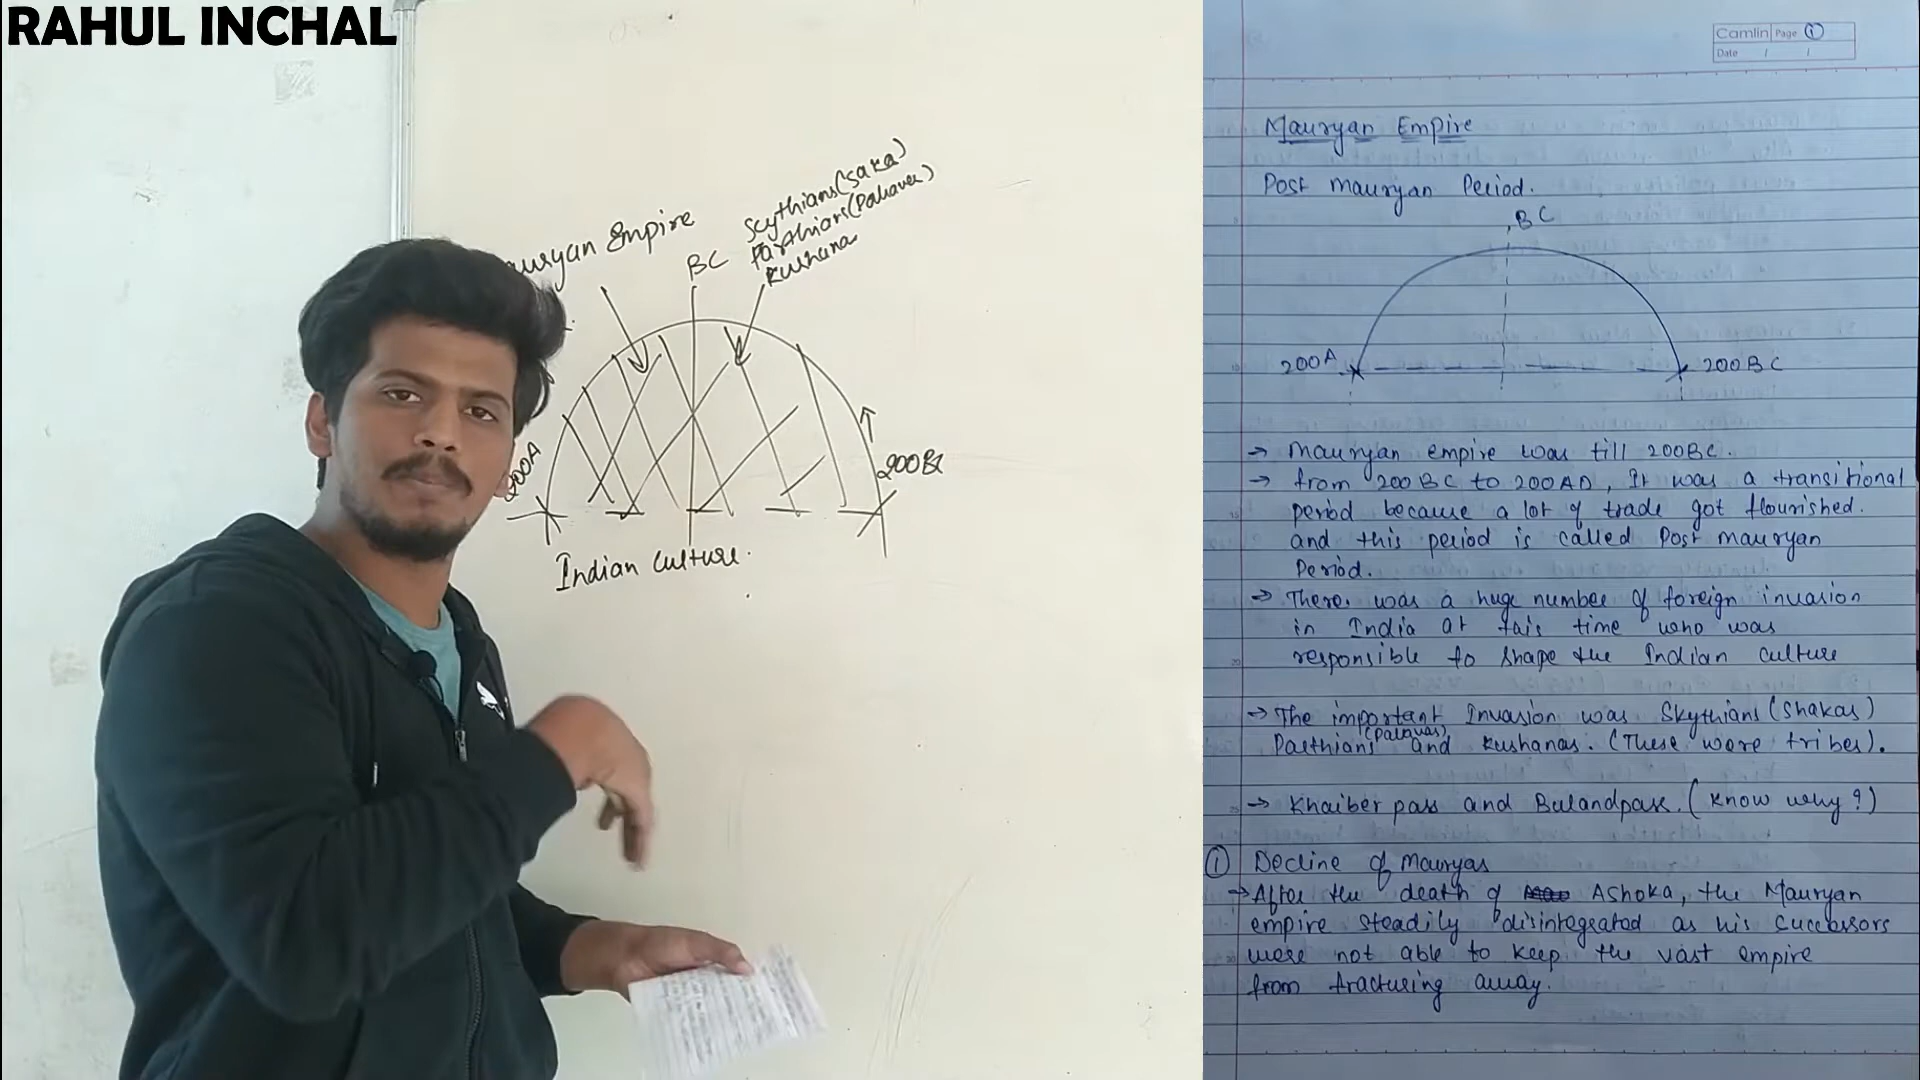 RAHUL INCHAL
Empire
BC
Scythians(Saka)
Parthians(Pahava)
Kushana
200A
200BC
Indian Culture.
Camlin Page 1
Date / /
Mauryan Empire
Post mauryan Period.
BC
200A
200BC
→ Mauryan empire was till 200BC.
→ from 200BC to 200AD, It was a transitional
period because a lot of trade got flourished.
and this period is called Post mauryan
Period.
→ There was a huge number of foreign invasion
in India at this time who was
responsible to shape the Indian culture
→ The important Invasion was Skythians (Shakas)
(Palavas)
Parthians and Kushanas. (These were tribes).
→ Khaiber pass and Bulandpass. (Know why?)
① Decline of Mauryas
→ After the death of Ashoka, the Mauryan
empire steadily disintegrated as his successors
were not able to keep the vast empire
from fracturing away.